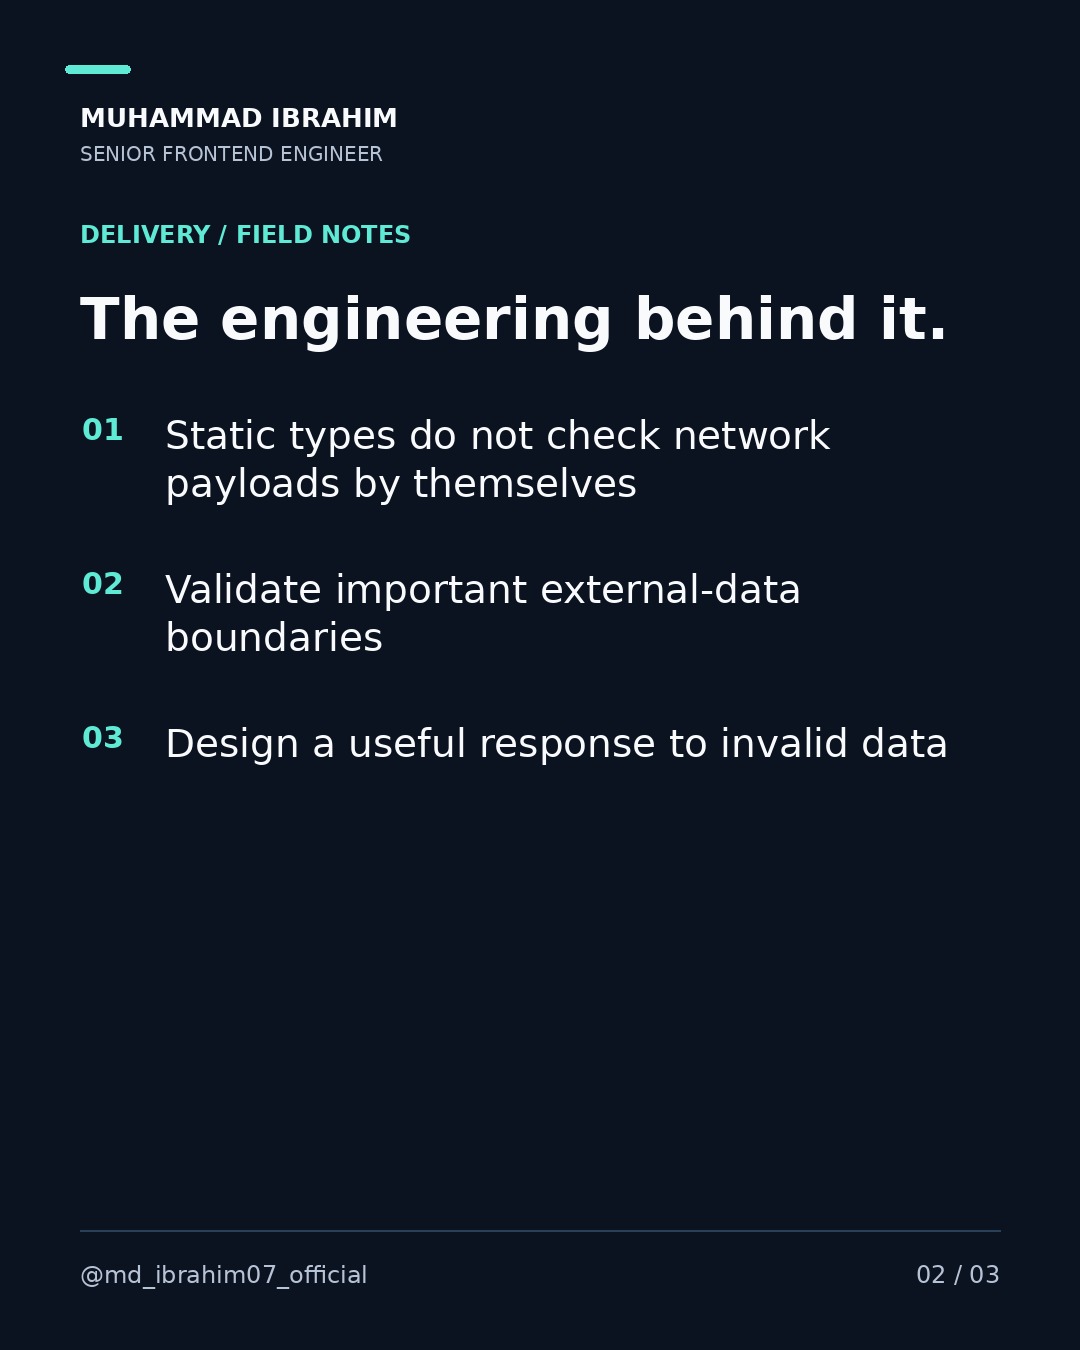 MUHAMMAD IBRAHIM
SENIOR FRONTEND ENGINEER
DELIVERY / FIELD NOTES
The engineering behind it.
01 Static types do not check network
payloads by themselves
02 Validate important external-data
boundaries
03 Design a useful response to invalid data
@md_ibrahim07_official 02 / 03